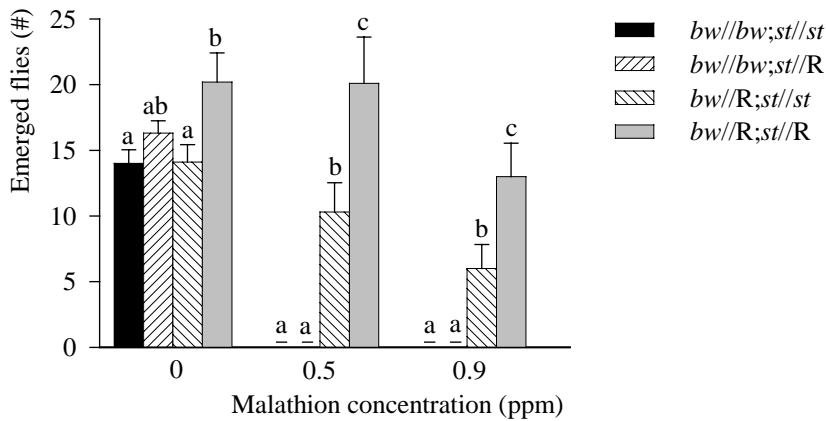 Emerged flies (#)
25
20
15
10
5
0
a
ab
a
b
a
a
b
c
a
a
b
c
0
0.5
0.9
Malathion concentration (ppm)
bw//bw;st//st
bw//bw;st//R
bw//R;st//st
bw//R;st//R